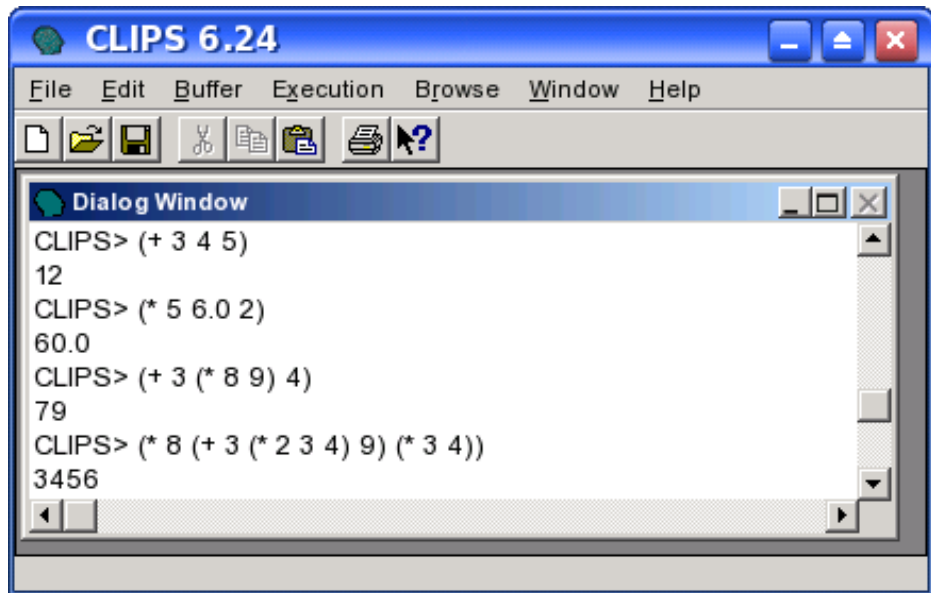 CLIPS 6.24
File Edit Buffer Execution Browse Window Help
Dialog Window
CLIPS> (+ 3 4 5)
12
CLIPS> (* 5 6.0 2)
60.0
CLIPS> (+ 3 (* 8 9) 4)
79
CLIPS> (* 8 (+ 3 (* 2 3 4) 9) (* 3 4))
3456